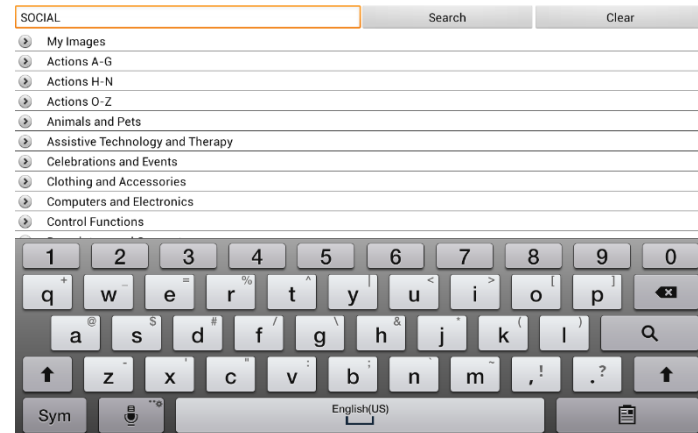 SOCIAL Search Clear
My Images
Actions A-G
Actions H-N
Actions O-Z
Animals and Pets
Assistive Technology and Therapy
Celebrations and Events
Clothing and Accessories
Computers and Electronics
Control Functions
1 2 3 4 5 6 7 8 9 0
q + w _ e = r % t ^ y | u < i > o [ p ]
a @ s $ d # f / g \ h & j * k ( l )
z - x ' c " v : b ; n ` m ~ , ! . ?
Sym English(US)